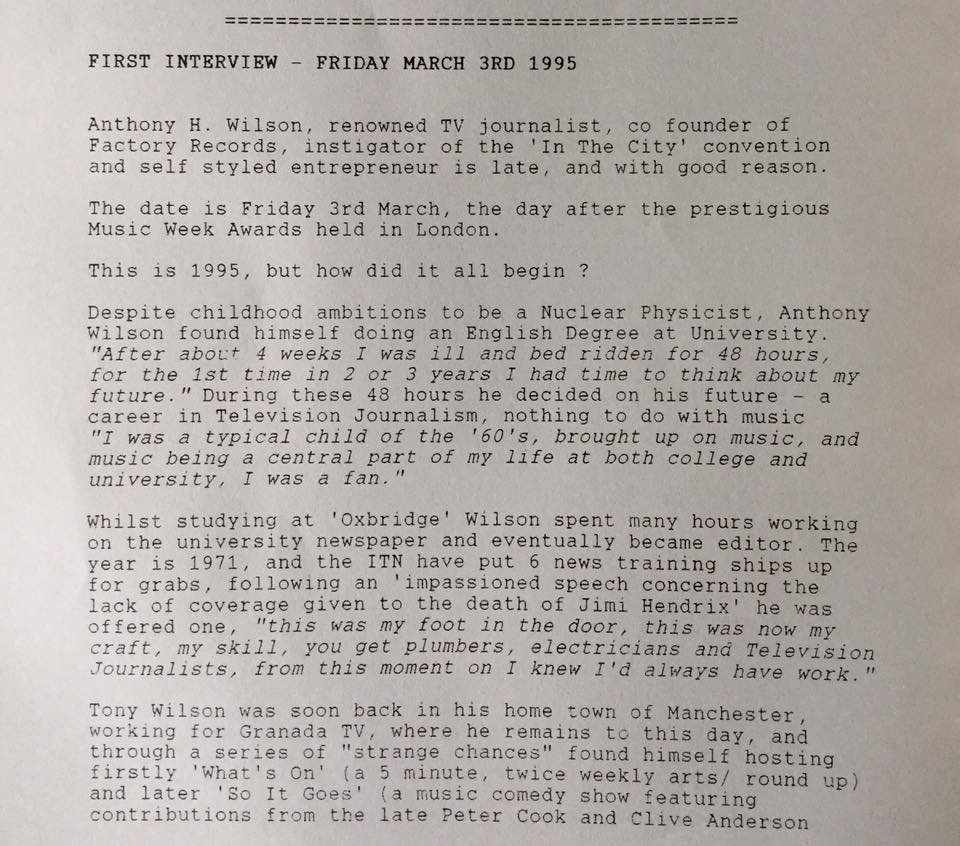 ==========================================
FIRST INTERVIEW - FRIDAY MARCH 3RD 1995
Anthony H. Wilson, renowned TV journalist, co founder of
Factory Records, instigator of the 'In The City' convention
and self styled entrepreneur is late, and with good reason.
The date is Friday 3rd March, the day after the prestigious
Music Week Awards held in London.
This is 1995, but how did it all begin ?
Despite childhood ambitions to be a Nuclear Physicist, Anthony
Wilson found himself doing an English Degree at University.
"After about 4 weeks I was ill and bed ridden for 48 hours,
for the 1st time in 2 or 3 years I had time to think about my
future." During these 48 hours he decided on his future - a
career in Television Journalism, nothing to do with music
"I was a typical child of the '60's, brought up on music, and
music being a central part of my life at both college and
university, I was a fan."
Whilst studying at 'Oxbridge' Wilson spent many hours working
on the university newspaper and eventually became editor. The
year is 1971, and the ITN have put 6 news training ships up
for grabs, following an 'impassioned speech concerning the
lack of coverage given to the death of Jimi Hendrix' he was
offered one, "this was my foot in the door, this was now my
craft, my skill, you get plumbers, electricians and Television
Journalists, from this moment on I knew I'd always have work."
Tony Wilson was soon back in his home town of Manchester,
working for Granada TV, where he remains to this day, and
through a series of "strange chances" found himself hosting
firstly 'What's On' (a 5 minute, twice weekly arts/ round up)
and later 'So It Goes' (a music comedy show featuring
contributions from the late Peter Cook and Clive Anderson